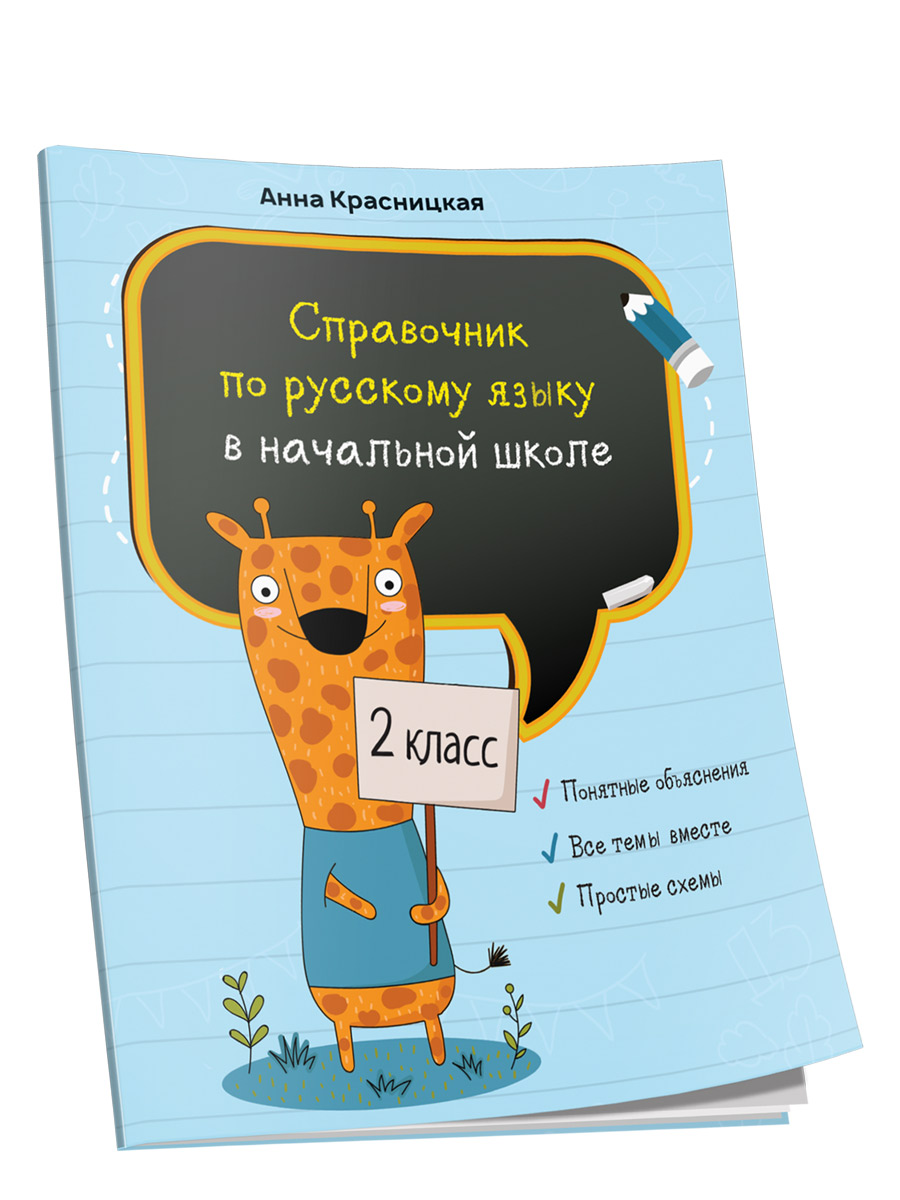 Анна Красницкая
Справочник
по русскому языку
в начальной школе
2 класс
Понятные объяснения
Все темы вместе
Простые схемы